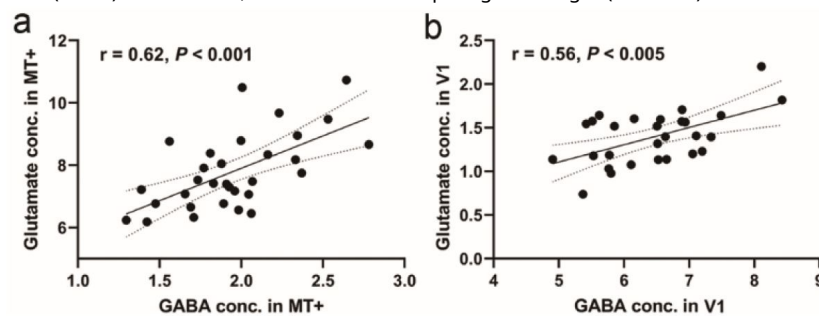 a
r = 0.62, P < 0.001
Glutamate conc. in MT+
12
10
8
6
1.0 1.5 2.0 2.5 3.0
GABA conc. in MT+
b
r = 0.56, P < 0.005
Glutamate conc. in V1
2.5
2.0
1.5
1.0
0.5
0.0
4 5 6 7 8 9
GABA conc. in V1